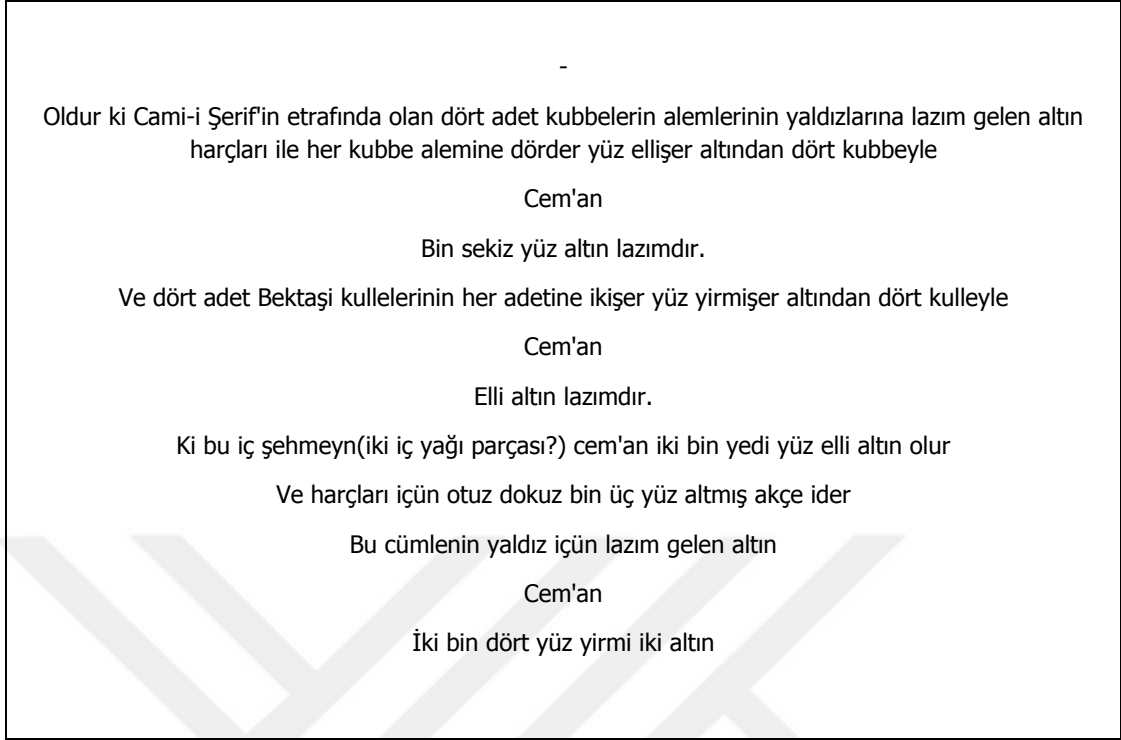 -
Oldur ki Cami-i Şerif'in etrafında olan dört adet kubbelerin alemlerinin yaldızlarına lazım gelen altın
harçları ile her kubbe alemine dörder yüz ellişer altından dört kubbeyle
Cem'an
Bin sekiz yüz altın lazımdır.
Ve dört adet Bektaşi kullelerinin her adetine ikişer yüz yirmişer altından dört kulleyle
Cem'an
Elli altın lazımdır.
Ki bu iç şehmeyn(iki iç yağı parçası?) cem'an iki bin yedi yüz elli altın olur
Ve harçları içün otuz dokuz bin üç yüz altmış akçe ider
Bu cümlenin yaldız içün lazım gelen altın
Cem'an
İki bin dört yüz yirmi iki altın